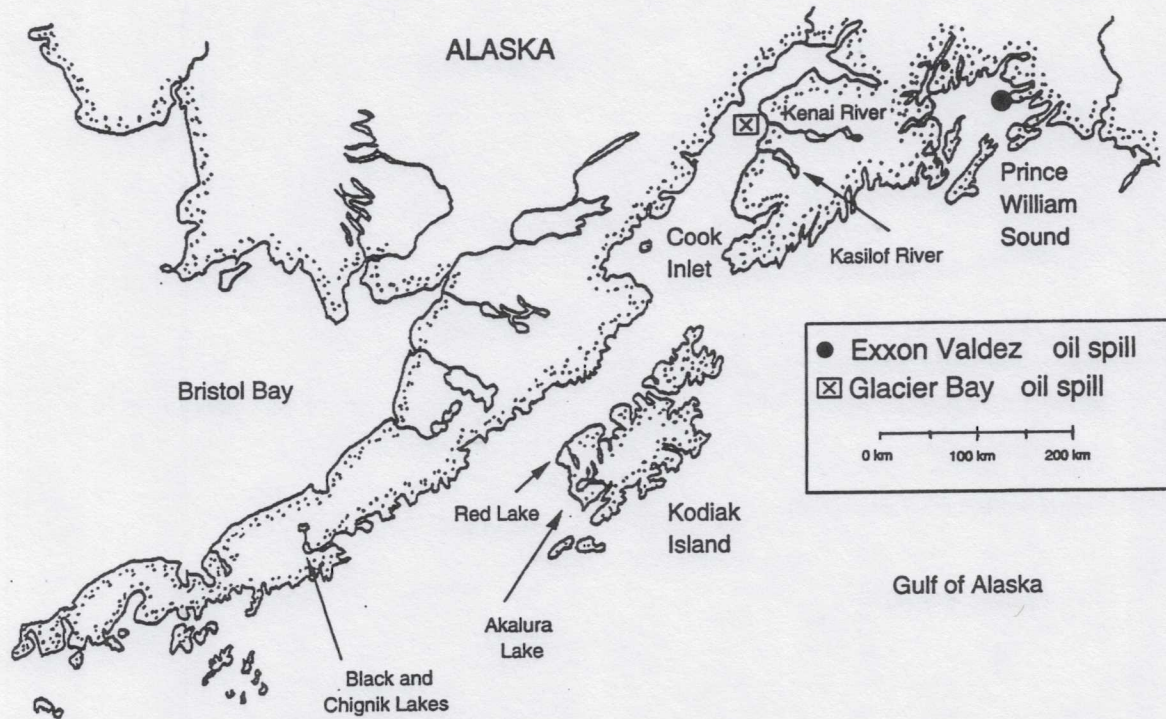 ALASKA
Kenai River
Prince
William
Sound
Cook
Inlet
Kasilof River
Bristol Bay
● Exxon Valdez oil spill
☒ Glacier Bay oil spill
0 km 100 km 200 km
Red Lake
Kodiak
Island
Gulf of Alaska
Akalura
Lake
Black and
Chignik Lakes